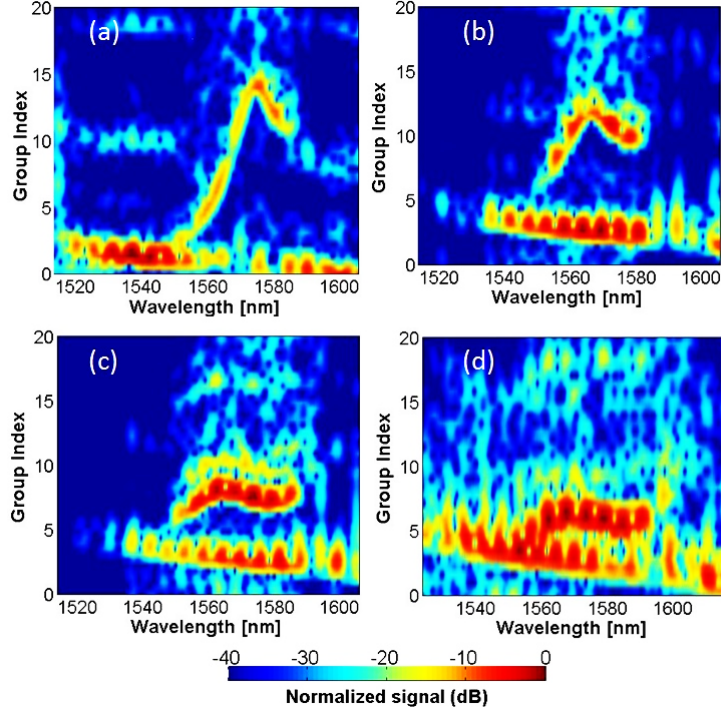 (a)
20
15
10
5
0
Group Index
1520 1540 1560 1580 1600
Wavelength [nm]
(b)
20
15
10
5
0
Group Index
1520 1540 1560 1580 1600
Wavelength [nm]
(c)
20
15
10
5
0
Group Index
1520 1540 1560 1580 1600
Wavelength [nm]
(d)
20
15
10
5
0
Group Index
1540 1560 1580 1600
Wavelength [nm]
-40 -30 -20 -10 0
Normalized signal (dB)